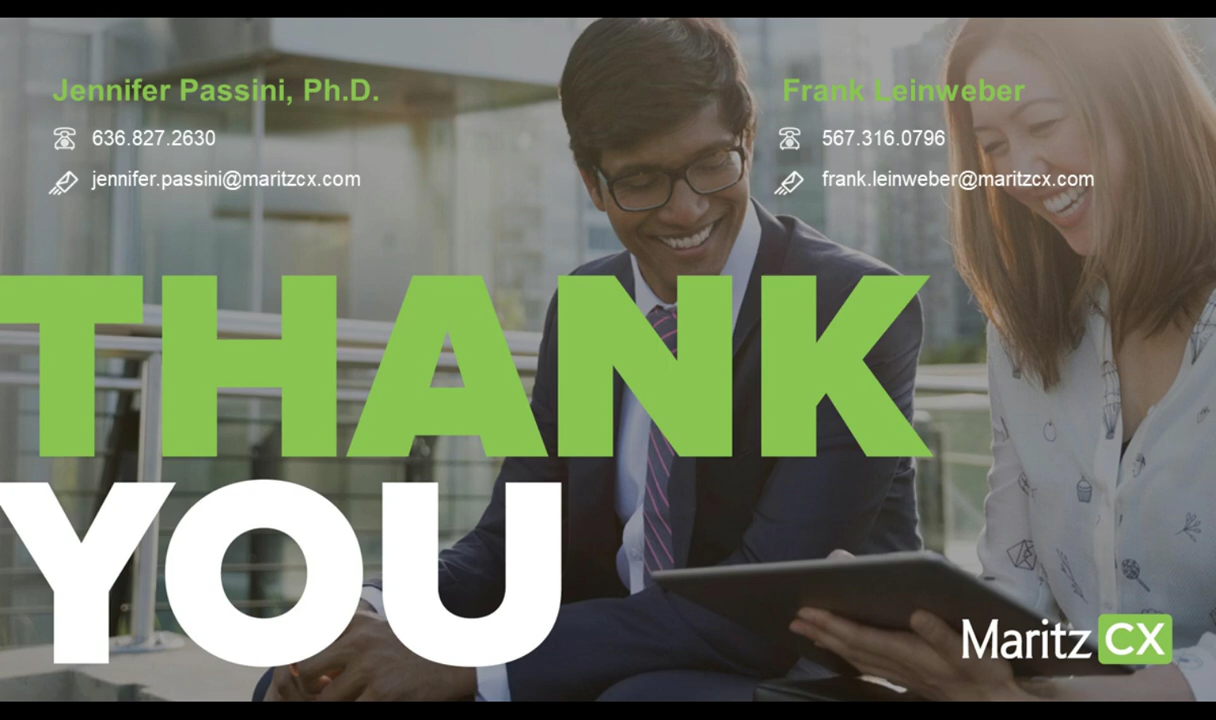 Jennifer Passini, Ph.D.
636.827.2630
jennifer.passini@maritzcx.com
Frank Leinweber
567.316.0796
frank.leinweber@maritzcx.com
THANK
YOU
Maritz CX